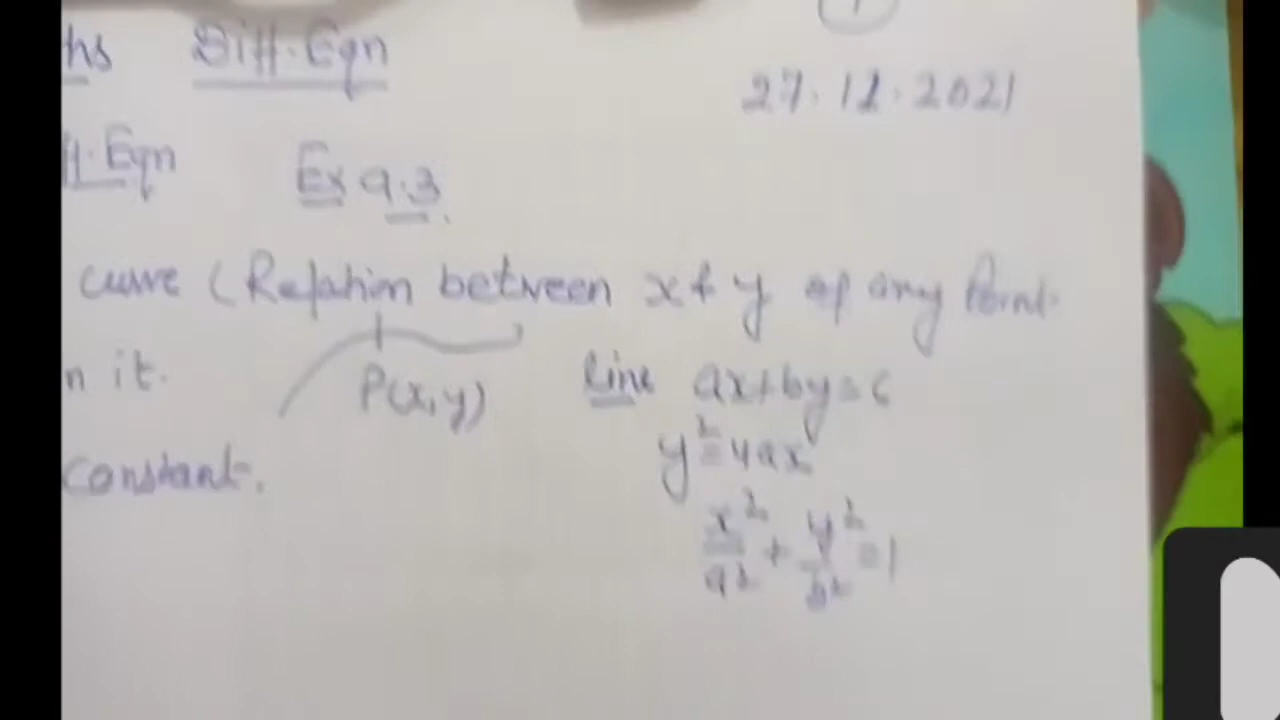 hs Diff. Eqn
27.12.2021
Eqn Ex 9.3
curve (Relation between x & y of any Point
n it. P(x,y) line ax+by=c
y²=4ax
constant.
x²/a² + y²/b² = 1